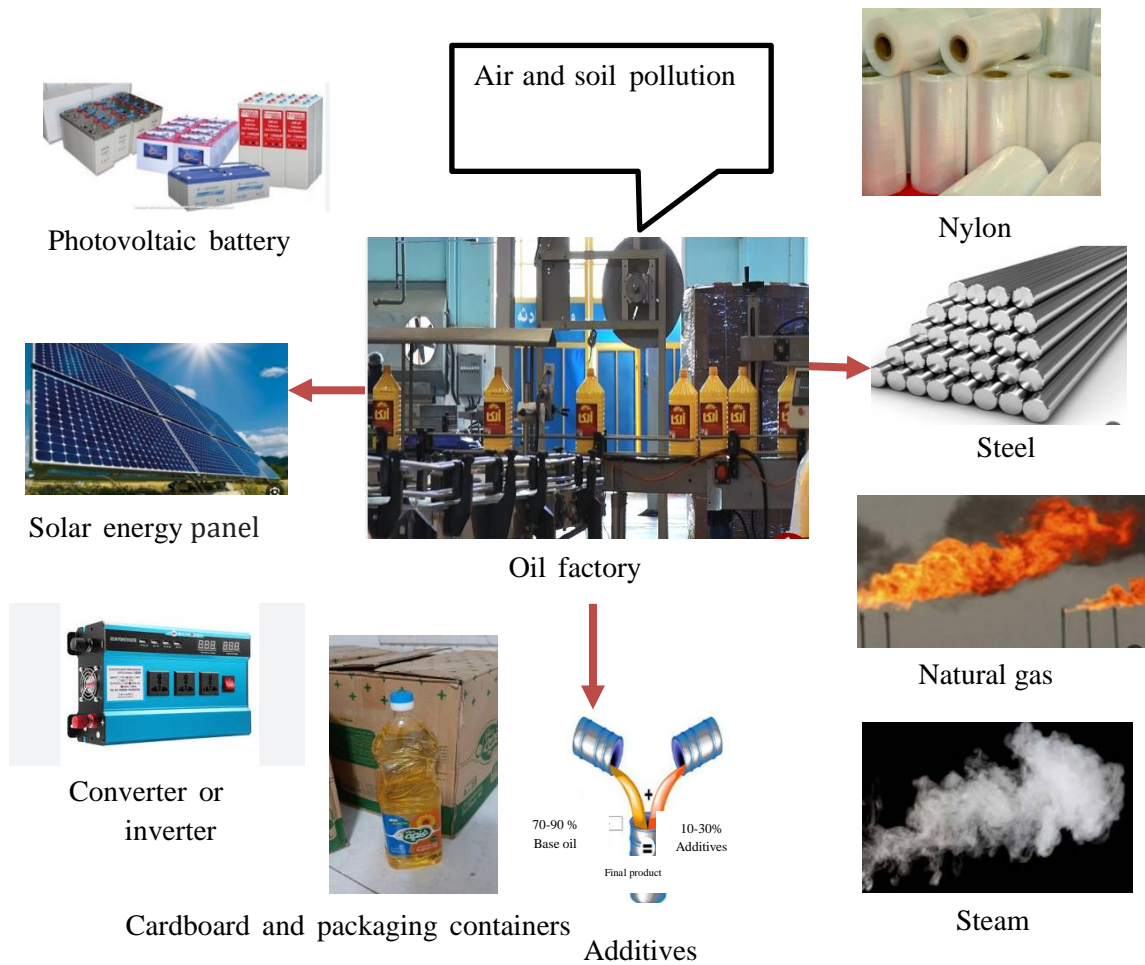 Air and soil pollution
Photovoltaic battery
Nylon
Solar energy panel
Steel
Oil factory
Natural gas
Converter or
inverter
70-90 %
Base oil
+
=
10-30%
Additives
Final product
Cardboard and packaging containers
Additives
Steam